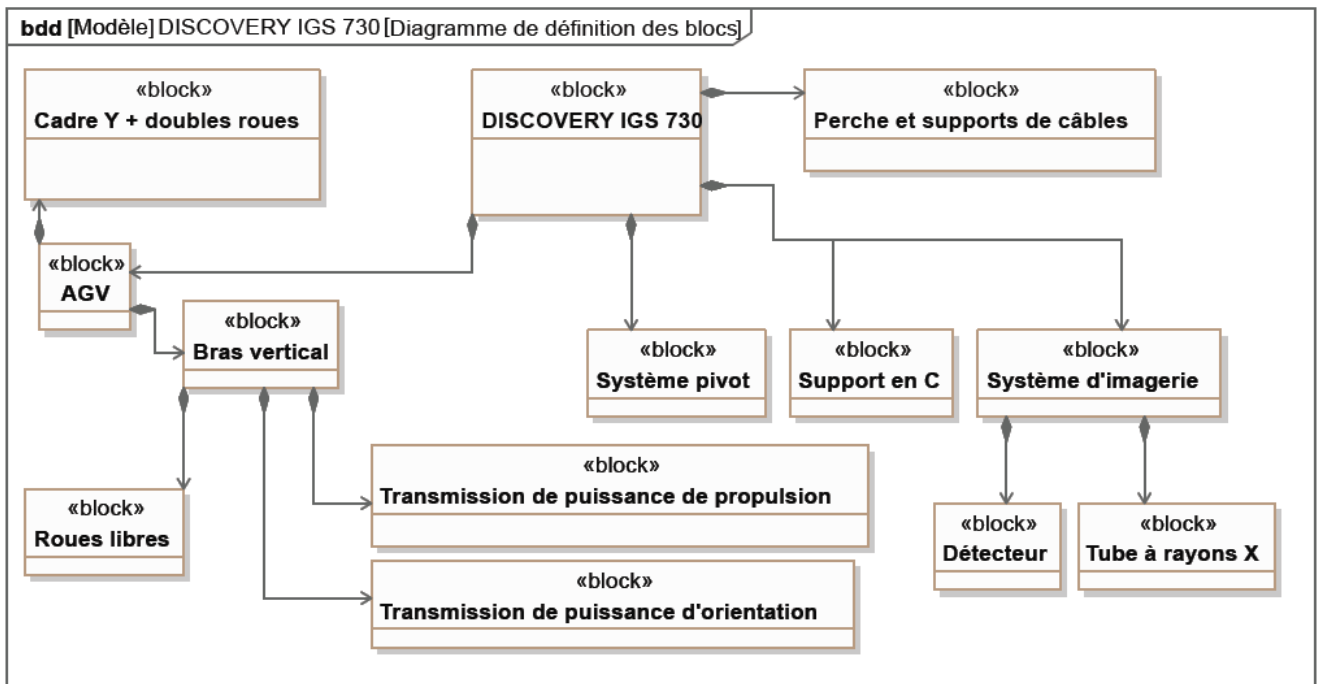 bdd [Modèle] DISCOVERY IGS 730 [Diagramme de définition des blocs]
«block»
Cadre Y + doubles roues
«block»
DISCOVERY IGS 730
«block»
Perche et supports de câbles
«block»
AGV
«block»
Bras vertical
«block»
Système pivot
«block»
Support en C
«block»
Système d'imagerie
«block»
Transmission de puissance de propulsion
«block»
Roues libres
«block»
Détecteur
«block»
Tube à rayons X
«block»
Transmission de puissance d'orientation